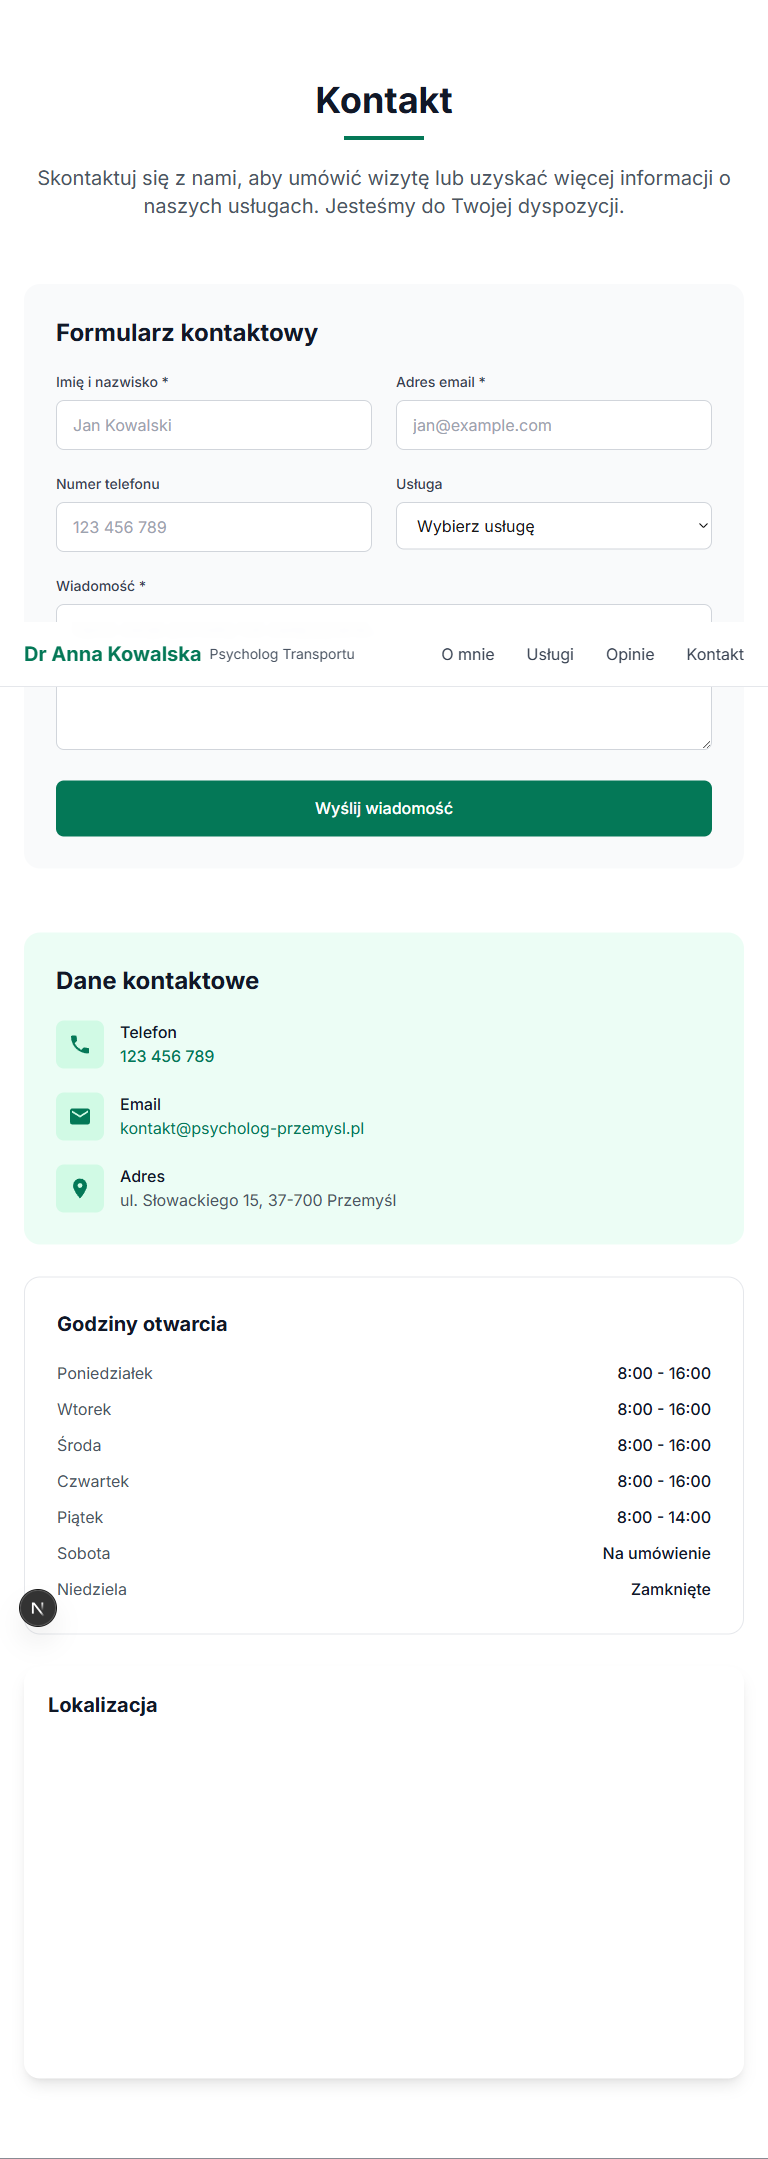 Kontakt
Skontaktuj się z nami, aby umówić wizytę lub uzyskać więcej informacji o
naszych usługach. Jesteśmy do Twojej dyspozycji.
Formularz kontaktowy
Imię i nazwisko *
Adres email *
Jan Kowalski
jan@example.com
Numer telefonu
Usługa
123 456 789
Wybierz usługę
Wiadomość *
Dr Anna Kowalska Psycholog Transportu
O mnie
Usługi
Opinie
Kontakt
Wyślij wiadomość
Dane kontaktowe
Telefon
123 456 789
Email
kontakt@psycholog-przemysl.pl
Adres
ul. Słowackiego 15, 37-700 Przemyśl
Godziny otwarcia
Poniedziałek 8:00 - 16:00
Wtorek 8:00 - 16:00
Środa 8:00 - 16:00
Czwartek 8:00 - 16:00
Piątek 8:00 - 14:00
Sobota Na umówienie
Niedziela Zamknięte
N
Lokalizacja